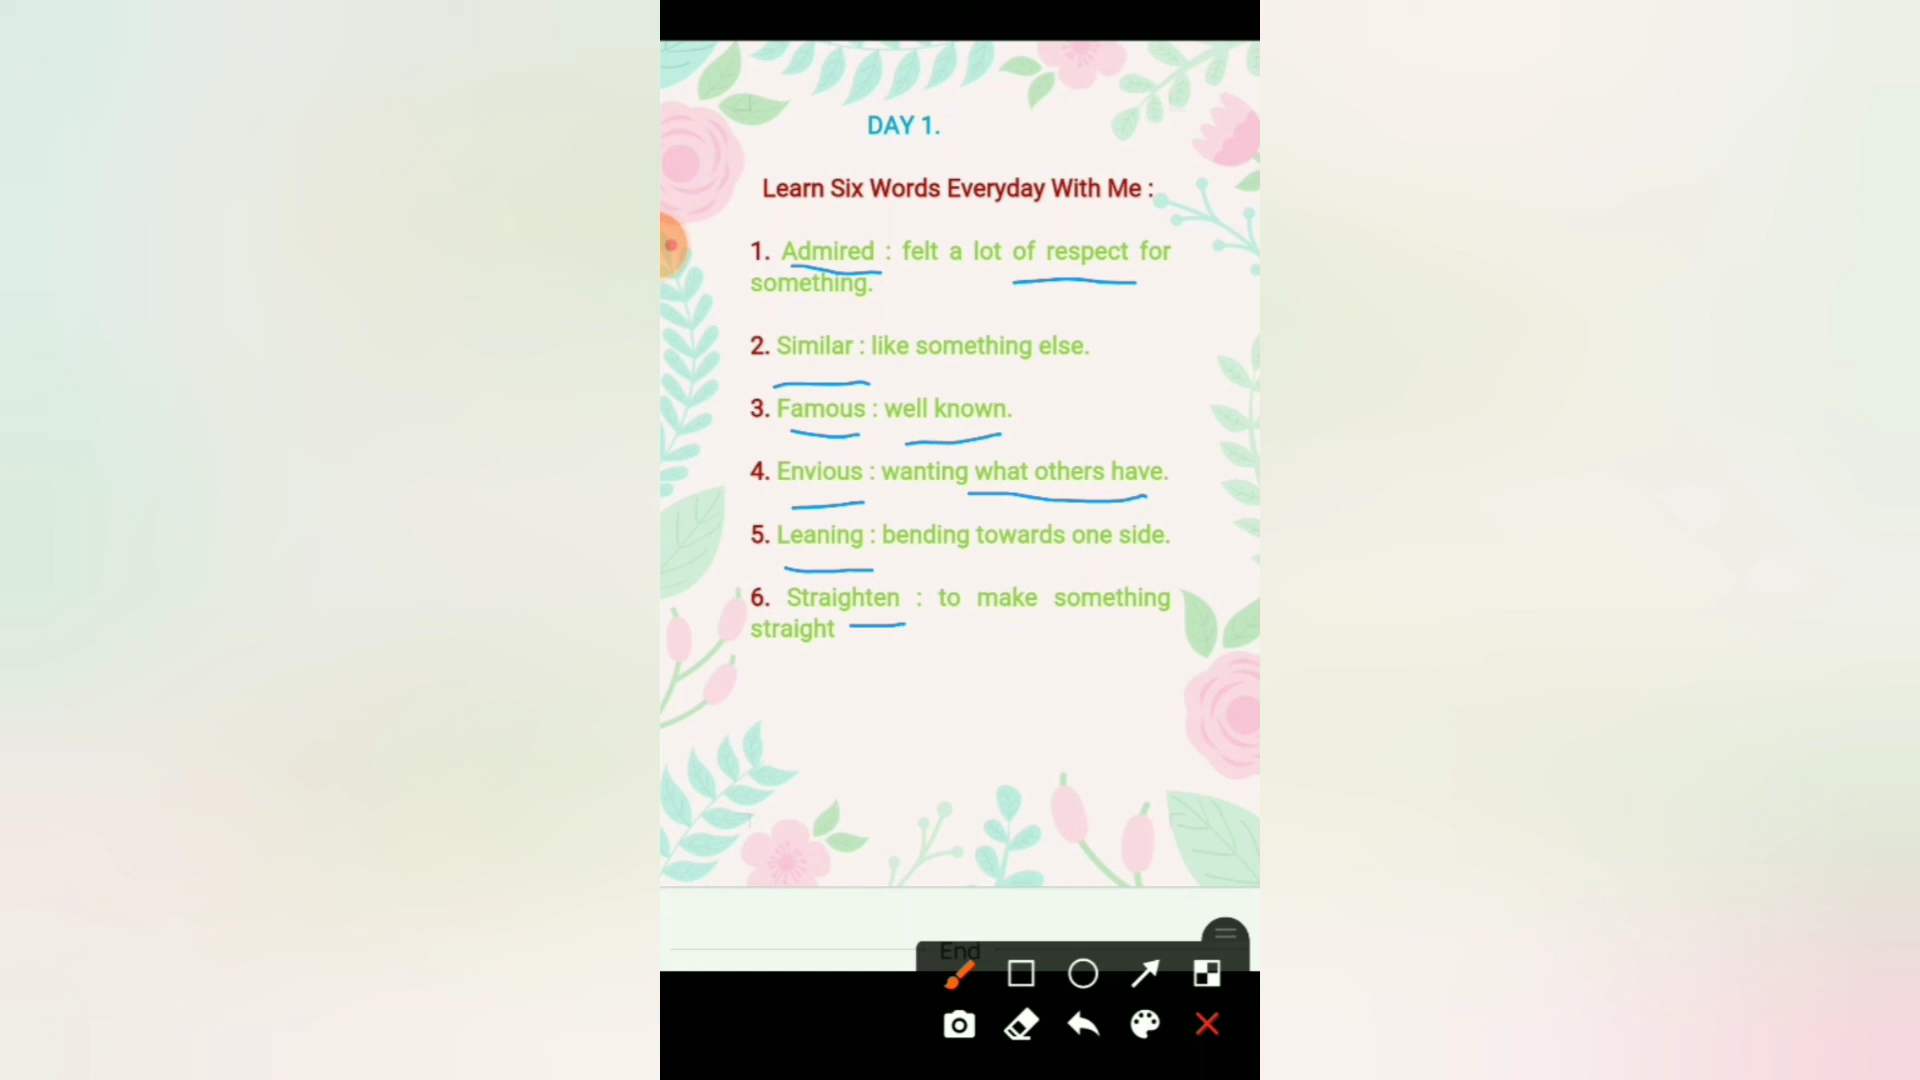 DAY 1.
Learn Six Words Everyday With Me :
1. Admired : felt a lot of respect for
something.
2. Similar : like something else.
3. Famous : well known.
4. Envious : wanting what others have.
5. Leaning : bending towards one side.
6. Straighten : to make something
straight
End